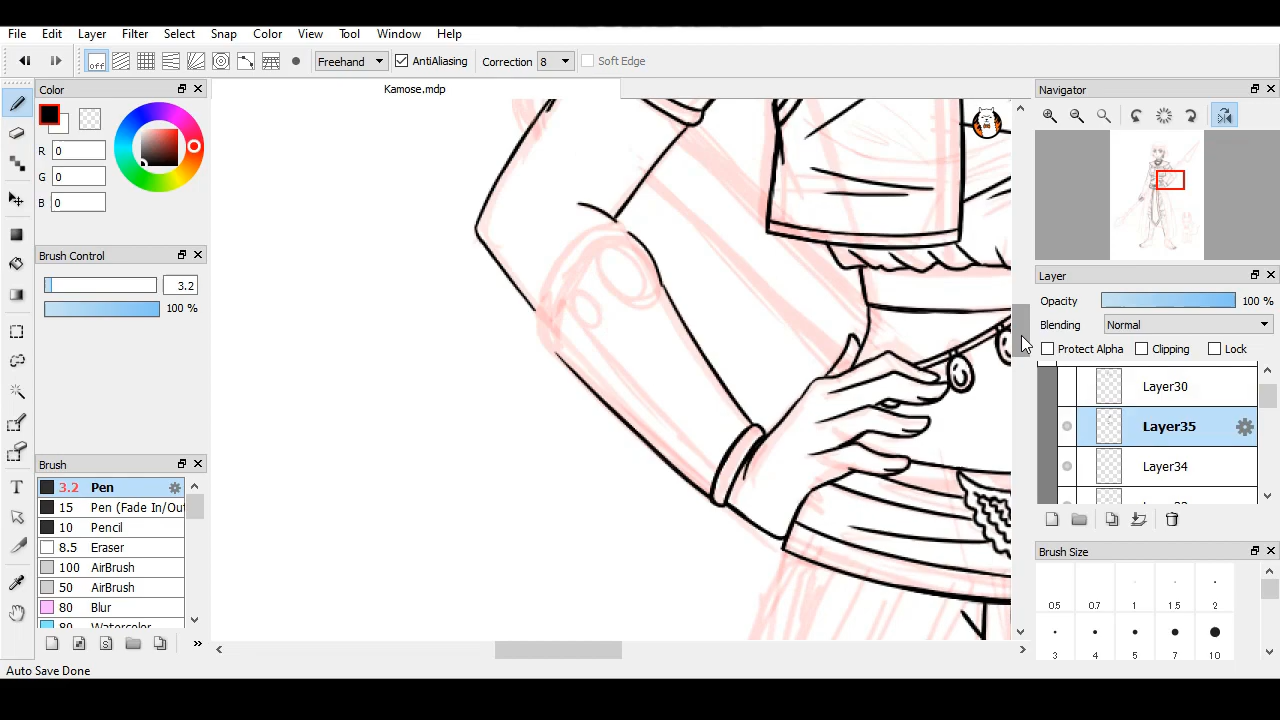 File Edit Layer Filter Select Snap Color View Tool Window Help
off Freehand AntiAliasing Correction 8 Soft Edge
Color
Kamose.mdp
Navigator
R 0
G 0
B 0
Brush Control
3.2
100 %
Layer
Opacity 100 %
Blending Normal
Protect Alpha Clipping Lock
Layer30
Layer35
Layer34
Brush
3.2 Pen
15 Pen (Fade In/Out
10 Pencil
8.5 Eraser
100 AirBrush
50 AirBrush
80 Blur
80 Watercolor
Brush Size
0.5 0.7 1 1.5 2
3 4 5 7 10
Auto Save Done